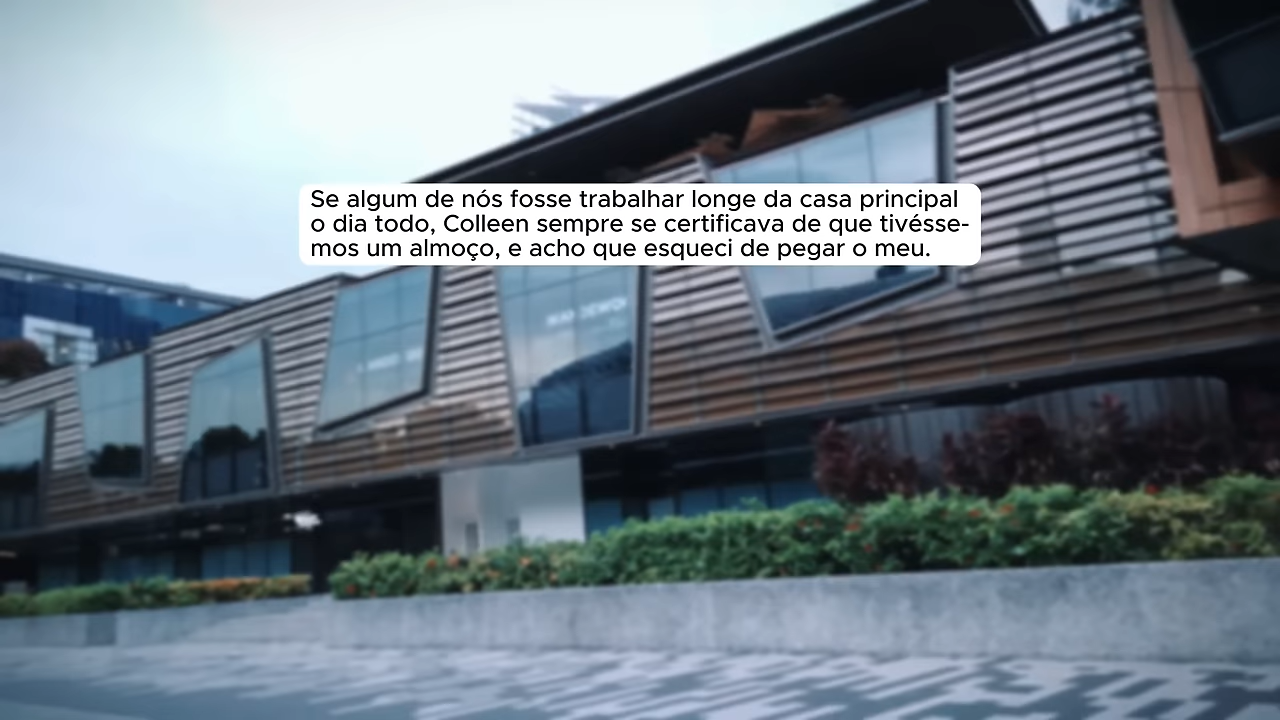 Se algum de nós fosse trabalhar longe da casa principal
o dia todo, Colleen sempre se certificava de que tivésse-
mos um almoço, e acho que esqueci de pegar o meu.